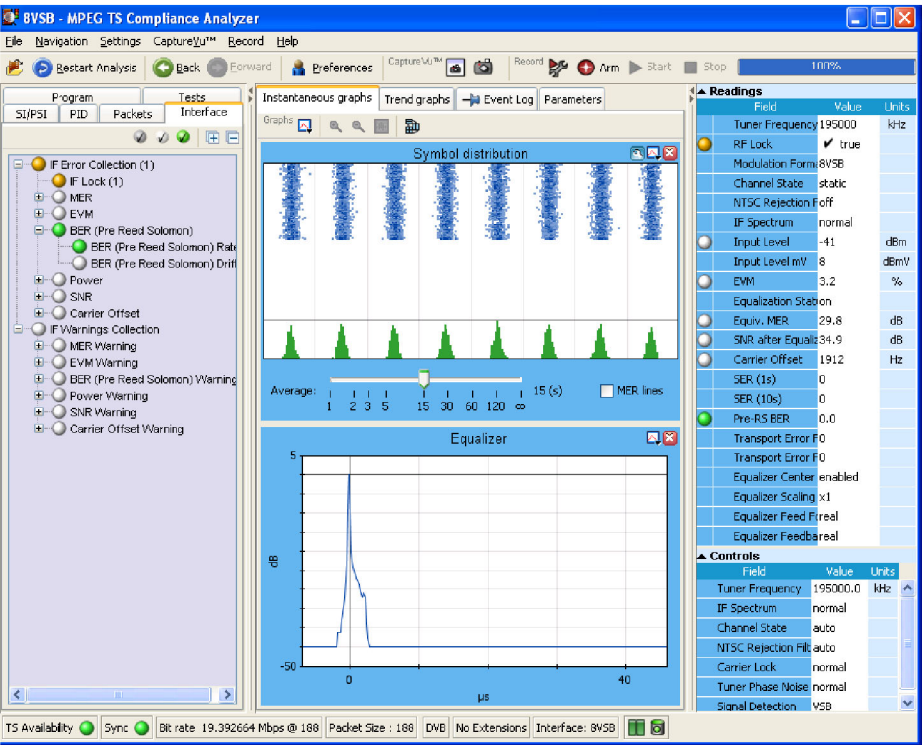 8VSB - MPEG TS Compliance Analyzer
File Navigation Settings CaptureVu™ Record Help
Restart Analysis Back Forward Preferences CaptureVu™ Record Arm Start Stop 100%
Program Tests
SI/PSI PID Packets Interface
IF Error Collection (1)
IF Lock (1)
MER
EVM
BER (Pre Reed Solomon)
BER (Pre Reed Solomon) Rate
BER (Pre Reed Solomon) Drif
Power
SNR
Carrier Offset
IF Warnings Collection
MER Warning
EVM Warning
BER (Pre Reed Solomon) Warning
Power Warning
SNR Warning
Carrier Offset Warning
Instantaneous graphs Trend graphs Event Log Parameters
Graphs
Symbol distribution
Average: 15 (s) MER lines
1 2 3 5 15 30 60 120 ∞
Equalizer
5
dB
-50
0 40
µs
Readings
Field Value Units
Tuner Frequency 195000 kHz
RF Lock true
Modulation Form 8VSB
Channel State static
NTSC Rejection F off
IF Spectrum normal
Input Level -41 dBm
Input Level mV 8 dBmV
EVM 3.2 %
Equalization Stat on
Equiv. MER 29.8 dB
SNR after Equaliz 34.9 dB
Carrier Offset 1912 Hz
SER (1s) 0
SER (10s) 0
Pre-RS BER 0.0
Transport Error F 0
Transport Error F 0
Equalizer Center enabled
Equalizer Scaling x1
Equalizer Feed F real
Equalizer Feedba real
Controls
Field Value Units
Tuner Frequency 195000.0 kHz
IF Spectrum normal
Channel State auto
NTSC Rejection Filt auto
Carrier Lock normal
Tuner Phase Noise normal
Signal Detection VSB
TS Availability Sync Bit rate 19.392664 Mbps @ 188 Packet Size : 188 DVB No Extensions Interface: 8VSB